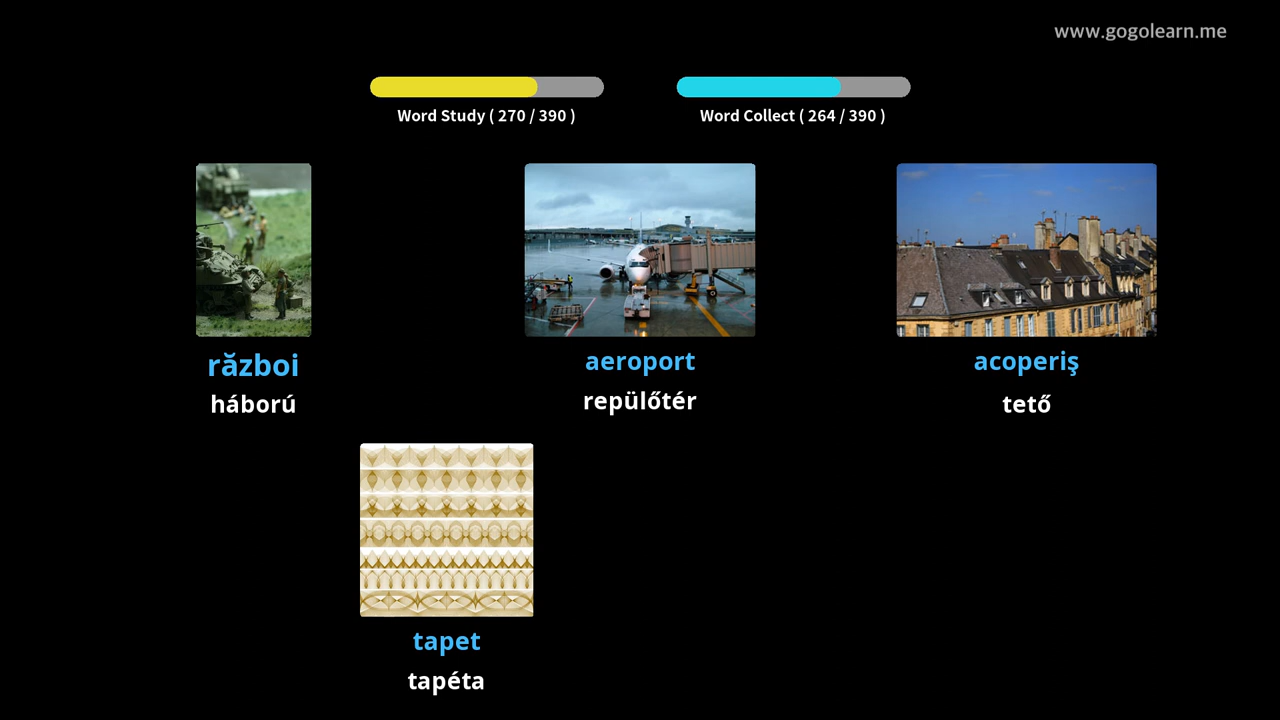 www.gogolearn.me
Word Study ( 270 / 390 )
Word Collect ( 264 / 390 )
război
háború
aeroport
repülőtér
acoperiş
tető
tapet
tapéta